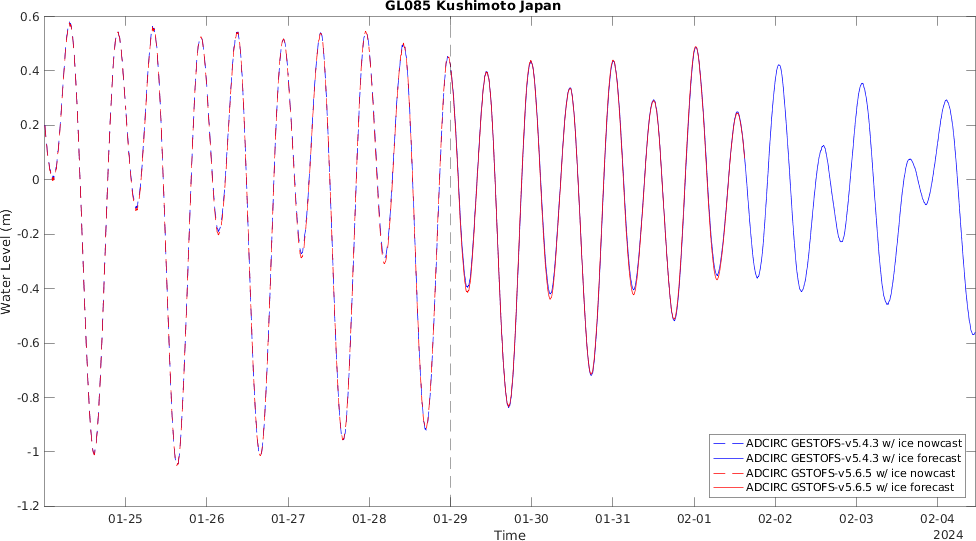 GL085 Kushimoto Japan
0.6
0.4
0.2
0
-0.2
-0.4
-0.6
-0.8
-1
-1.2
Water Level (m)
01-25 01-26 01-27 01-28 01-29 01-30 01-31 02-01 02-02 02-03 02-04
Time
2024
ADCIRC GESTOFS-v5.4.3 w/ ice nowcast
ADCIRC GESTOFS-v5.4.3 w/ ice forecast
ADCIRC GSTOFS-v5.6.5 w/ ice nowcast
ADCIRC GSTOFS-v5.6.5 w/ ice forecast